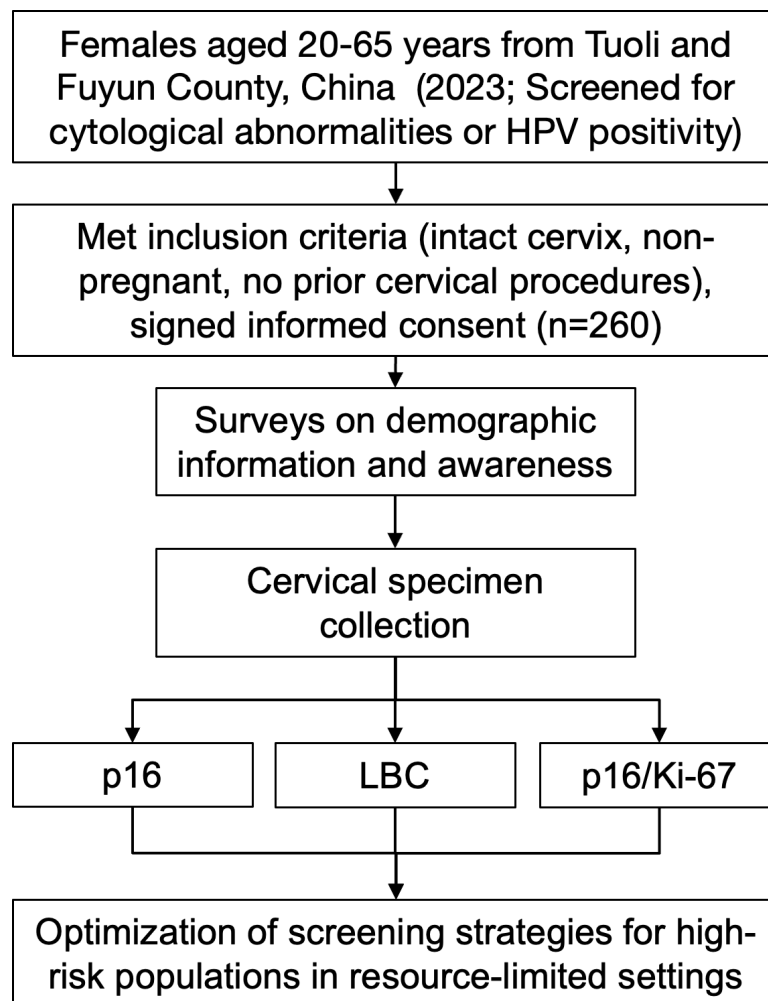 Females aged 20-65 years from Tuoli and
Fuyun County, China (2023; Screened for
cytological abnormalities or HPV positivity)
Met inclusion criteria (intact cervix, non-
pregnant, no prior cervical procedures),
signed informed consent (n=260)
Surveys on demographic
information and awareness
Cervical specimen
collection
p16
LBC
p16/Ki-67
Optimization of screening strategies for high-
risk populations in resource-limited settings